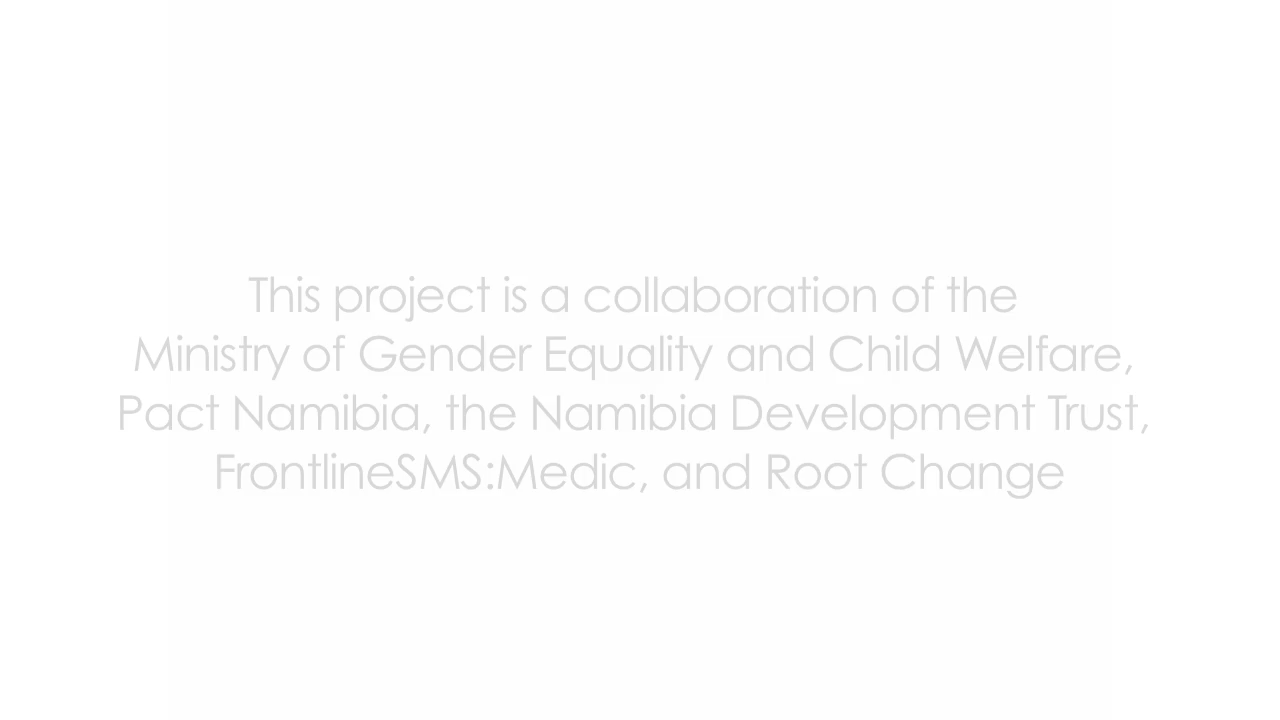 This project is a collaboration of the
Ministry of Gender Equality and Child Welfare,
Pact Namibia, the Namibia Development Trust,
FrontlineSMS:Medic, and Root Change